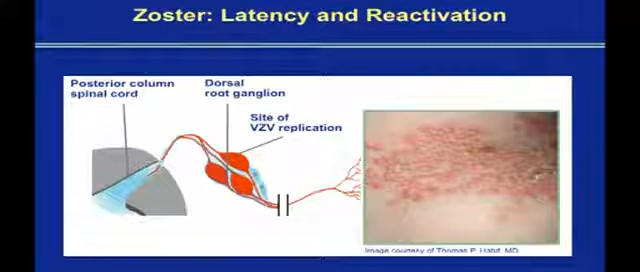 Zoster: Latency and Reactivation
Posterior column
spinal cord
Dorsal
root ganglion
Site of
VZV replication
Image courtesy of Thomas P. Habif, MD